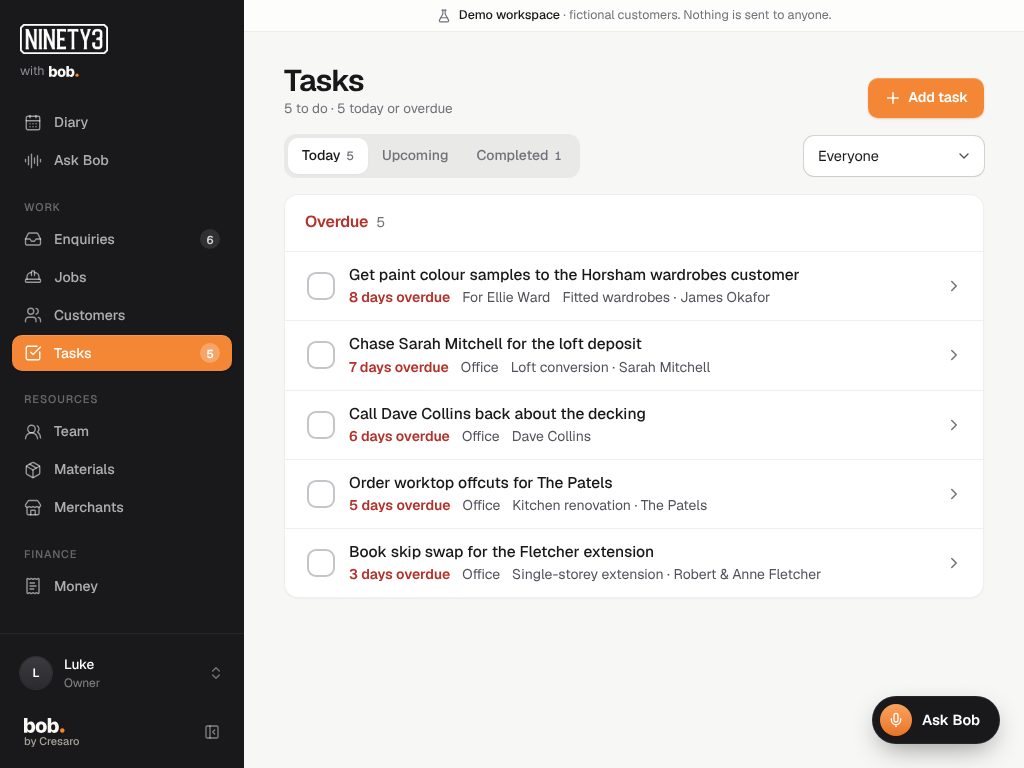 NINETY3
with bob.
Diary
Ask Bob
WORK
Enquiries 6
Jobs
Customers
Tasks 5
RESOURCES
Team
Materials
Merchants
FINANCE
Money
L
Luke
Owner
bob.
by Cresaro
Demo workspace · fictional customers. Nothing is sent to anyone.
Tasks
5 to do · 5 today or overdue
Add task
Today 5 Upcoming Completed 1
Everyone
Overdue 5
Get paint colour samples to the Horsham wardrobes customer
8 days overdue For Ellie Ward Fitted wardrobes · James Okafor
Chase Sarah Mitchell for the loft deposit
7 days overdue Office Loft conversion · Sarah Mitchell
Call Dave Collins back about the decking
6 days overdue Office Dave Collins
Order worktop offcuts for The Patels
5 days overdue Office Kitchen renovation · The Patels
Book skip swap for the Fletcher extension
3 days overdue Office Single-storey extension · Robert & Anne Fletcher
Ask Bob